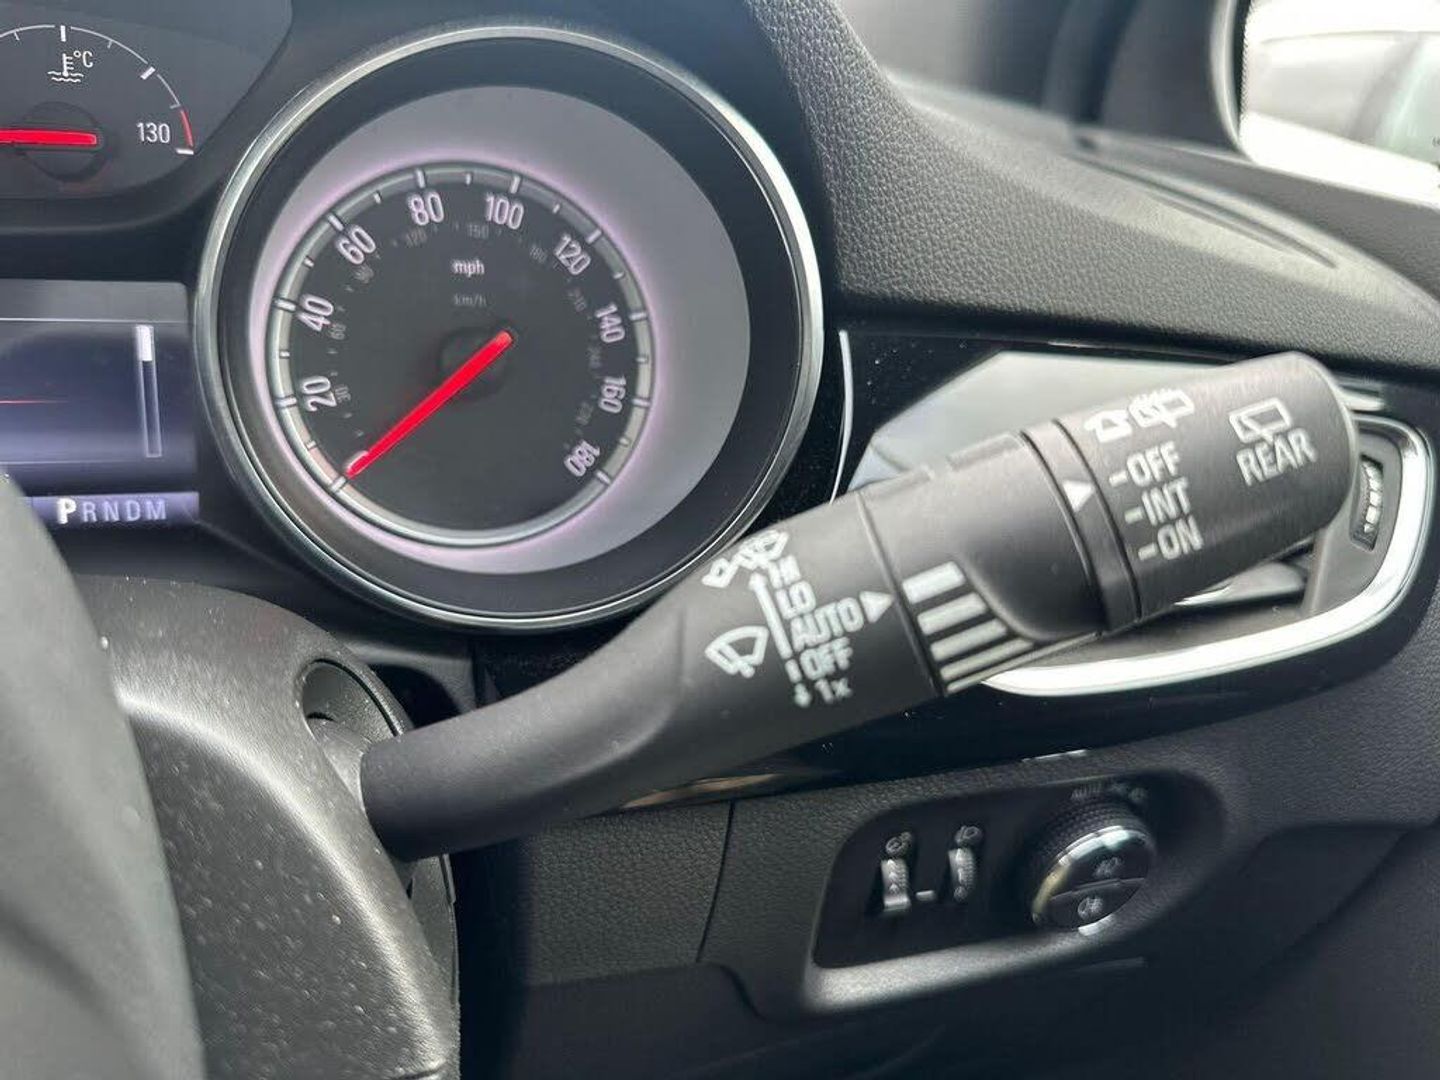 °C
130
20
40
60
80
100
120
140
160
180
mph
km/h
PRNDM
HI
LO
AUTO
OFF
1x
OFF
INT
ON
REAR